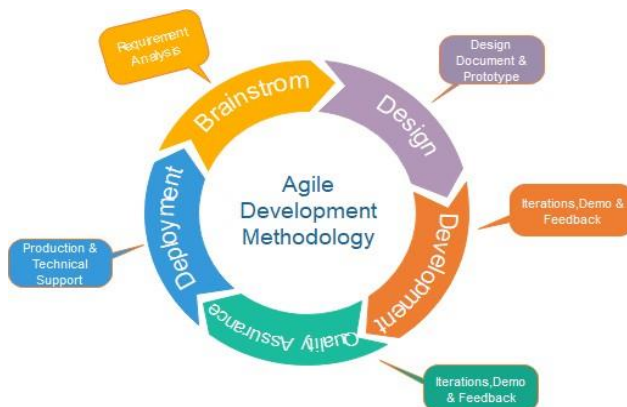 Requirement
Analysis
Brainstrom
Design
Document &
Prototype
Design
Agile
Development
Methodology
Iterations,Demo &
Feedback
Development
Deployment
Production &
Technical
Support
Quality Assurance
Iterations,Demo
& Feedback